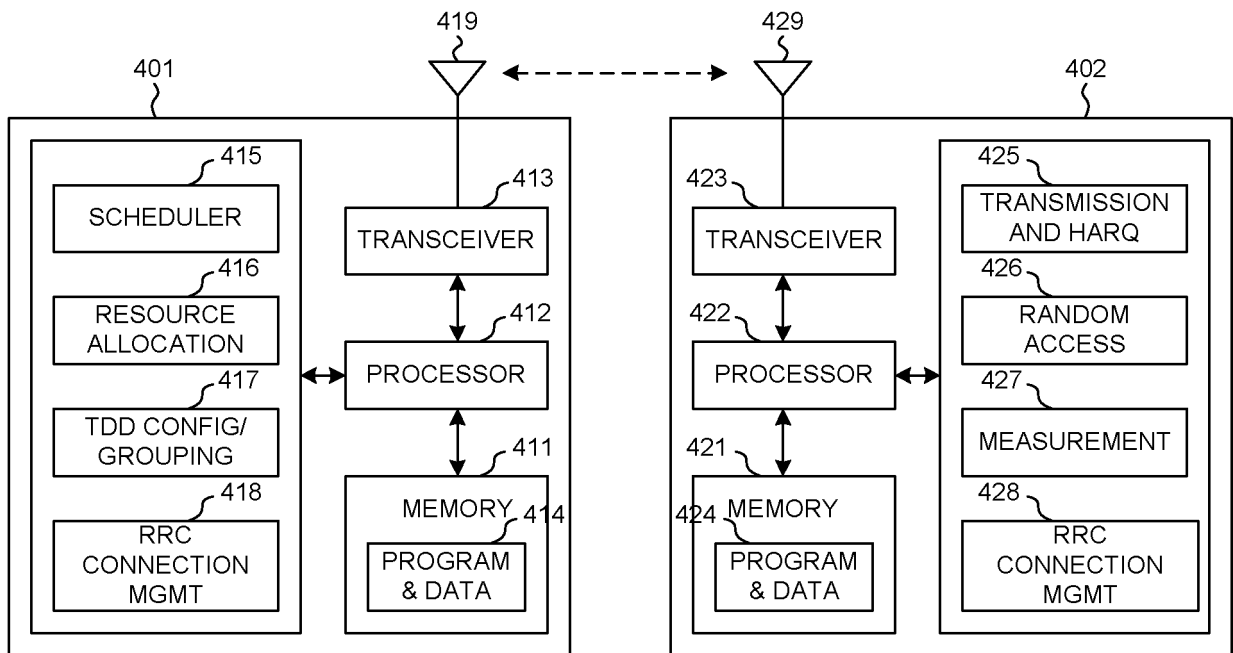 419
429
401
402
415
SCHEDULER
413
TRANSCEIVER
423
TRANSCEIVER
425
TRANSMISSION
AND HARQ
416
RESOURCE
ALLOCATION
412
PROCESSOR
422
PROCESSOR
426
RANDOM
ACCESS
417
TDD CONFIG/
GROUPING
411
MEMORY
421
MEMORY
427
MEASUREMENT
418
RRC
CONNECTION
MGMT
414
PROGRAM
& DATA
424
PROGRAM
& DATA
428
RRC
CONNECTION
MGMT